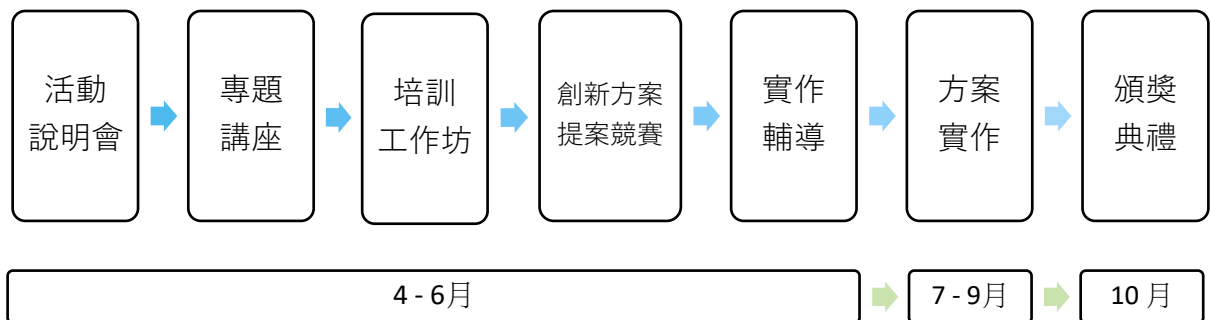 活動
說明會
專題
講座
培訓
工作坊
創新方案
提案競賽
實作
輔導
方案
實作
頒獎
典禮
4 - 6月
7 - 9月
10 月